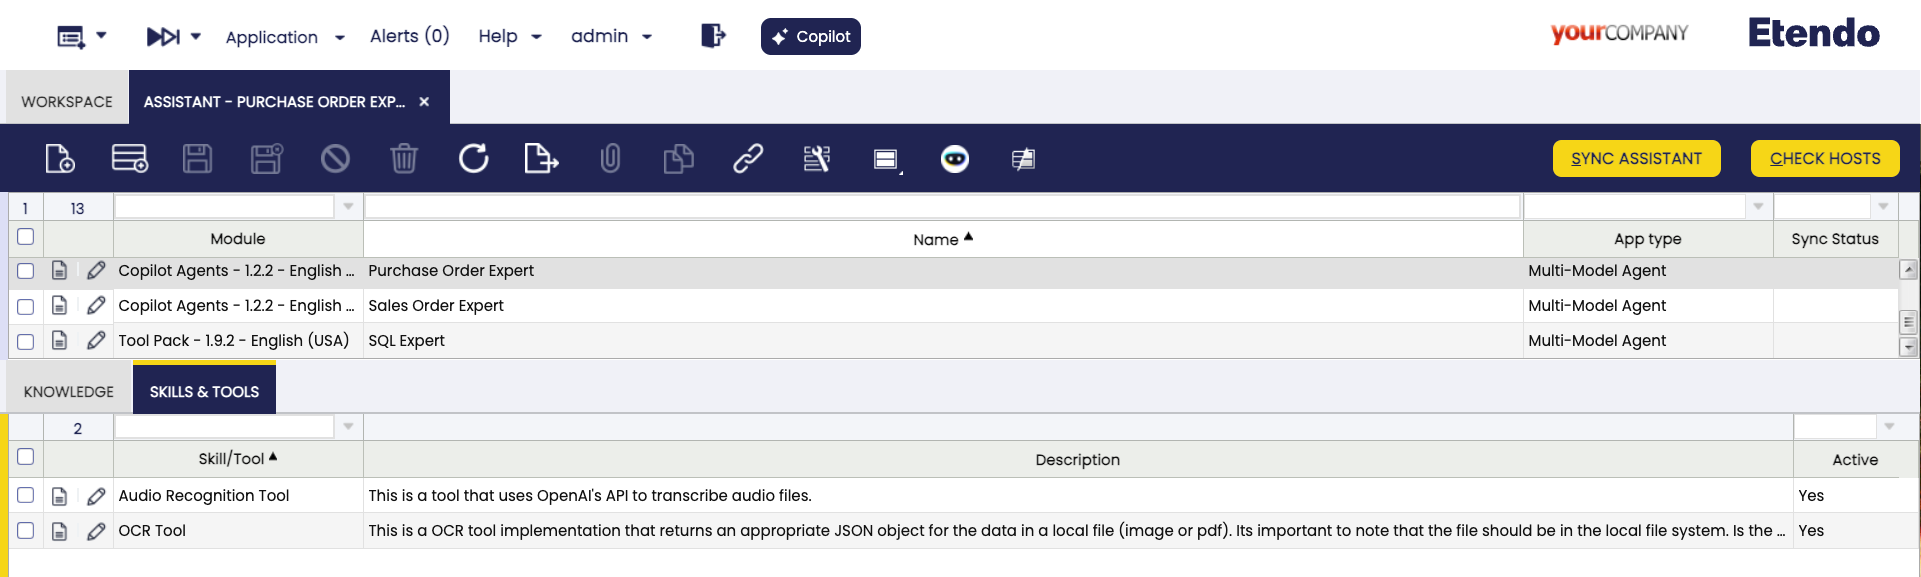 Application Alerts (0) Help admin Copilot yourCOMPANY Etendo
WORKSPACE ASSISTANT - PURCHASE ORDER EXP... ×
SYNC ASSISTANT CHECK HOSTS
1 13
Module Name App type Sync Status
Copilot Agents - 1.2.2 - English ... Purchase Order Expert Multi-Model Agent
Copilot Agents - 1.2.2 - English ... Sales Order Expert Multi-Model Agent
Tool Pack - 1.9.2 - English (USA) SQL Expert Multi-Model Agent
KNOWLEDGE SKILLS & TOOLS
2
Skill/Tool Description Active
Audio Recognition Tool This is a tool that uses OpenAI's API to transcribe audio files. Yes
OCR Tool This is a OCR tool implementation that returns an appropriate JSON object for the data in a local file (image or pdf). Its important to note that the file should be in the local file system. Is the ... Yes